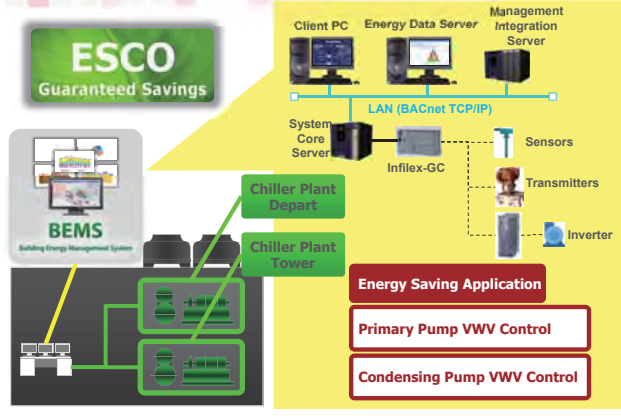 ESCO
Guaranteed Savings
Client PC
Energy Data Server
Management
Integration
Server
LAN (BACnet TCP/IP)
System
Core
Server
Infilex-GC
Sensors
Transmitters
Inverter
BEMS
Building Energy Management System
Chiller Plant
Depart
Chiller Plant
Tower
Energy Saving Application
Primary Pump VWV Control
Condensing Pump VWV Control